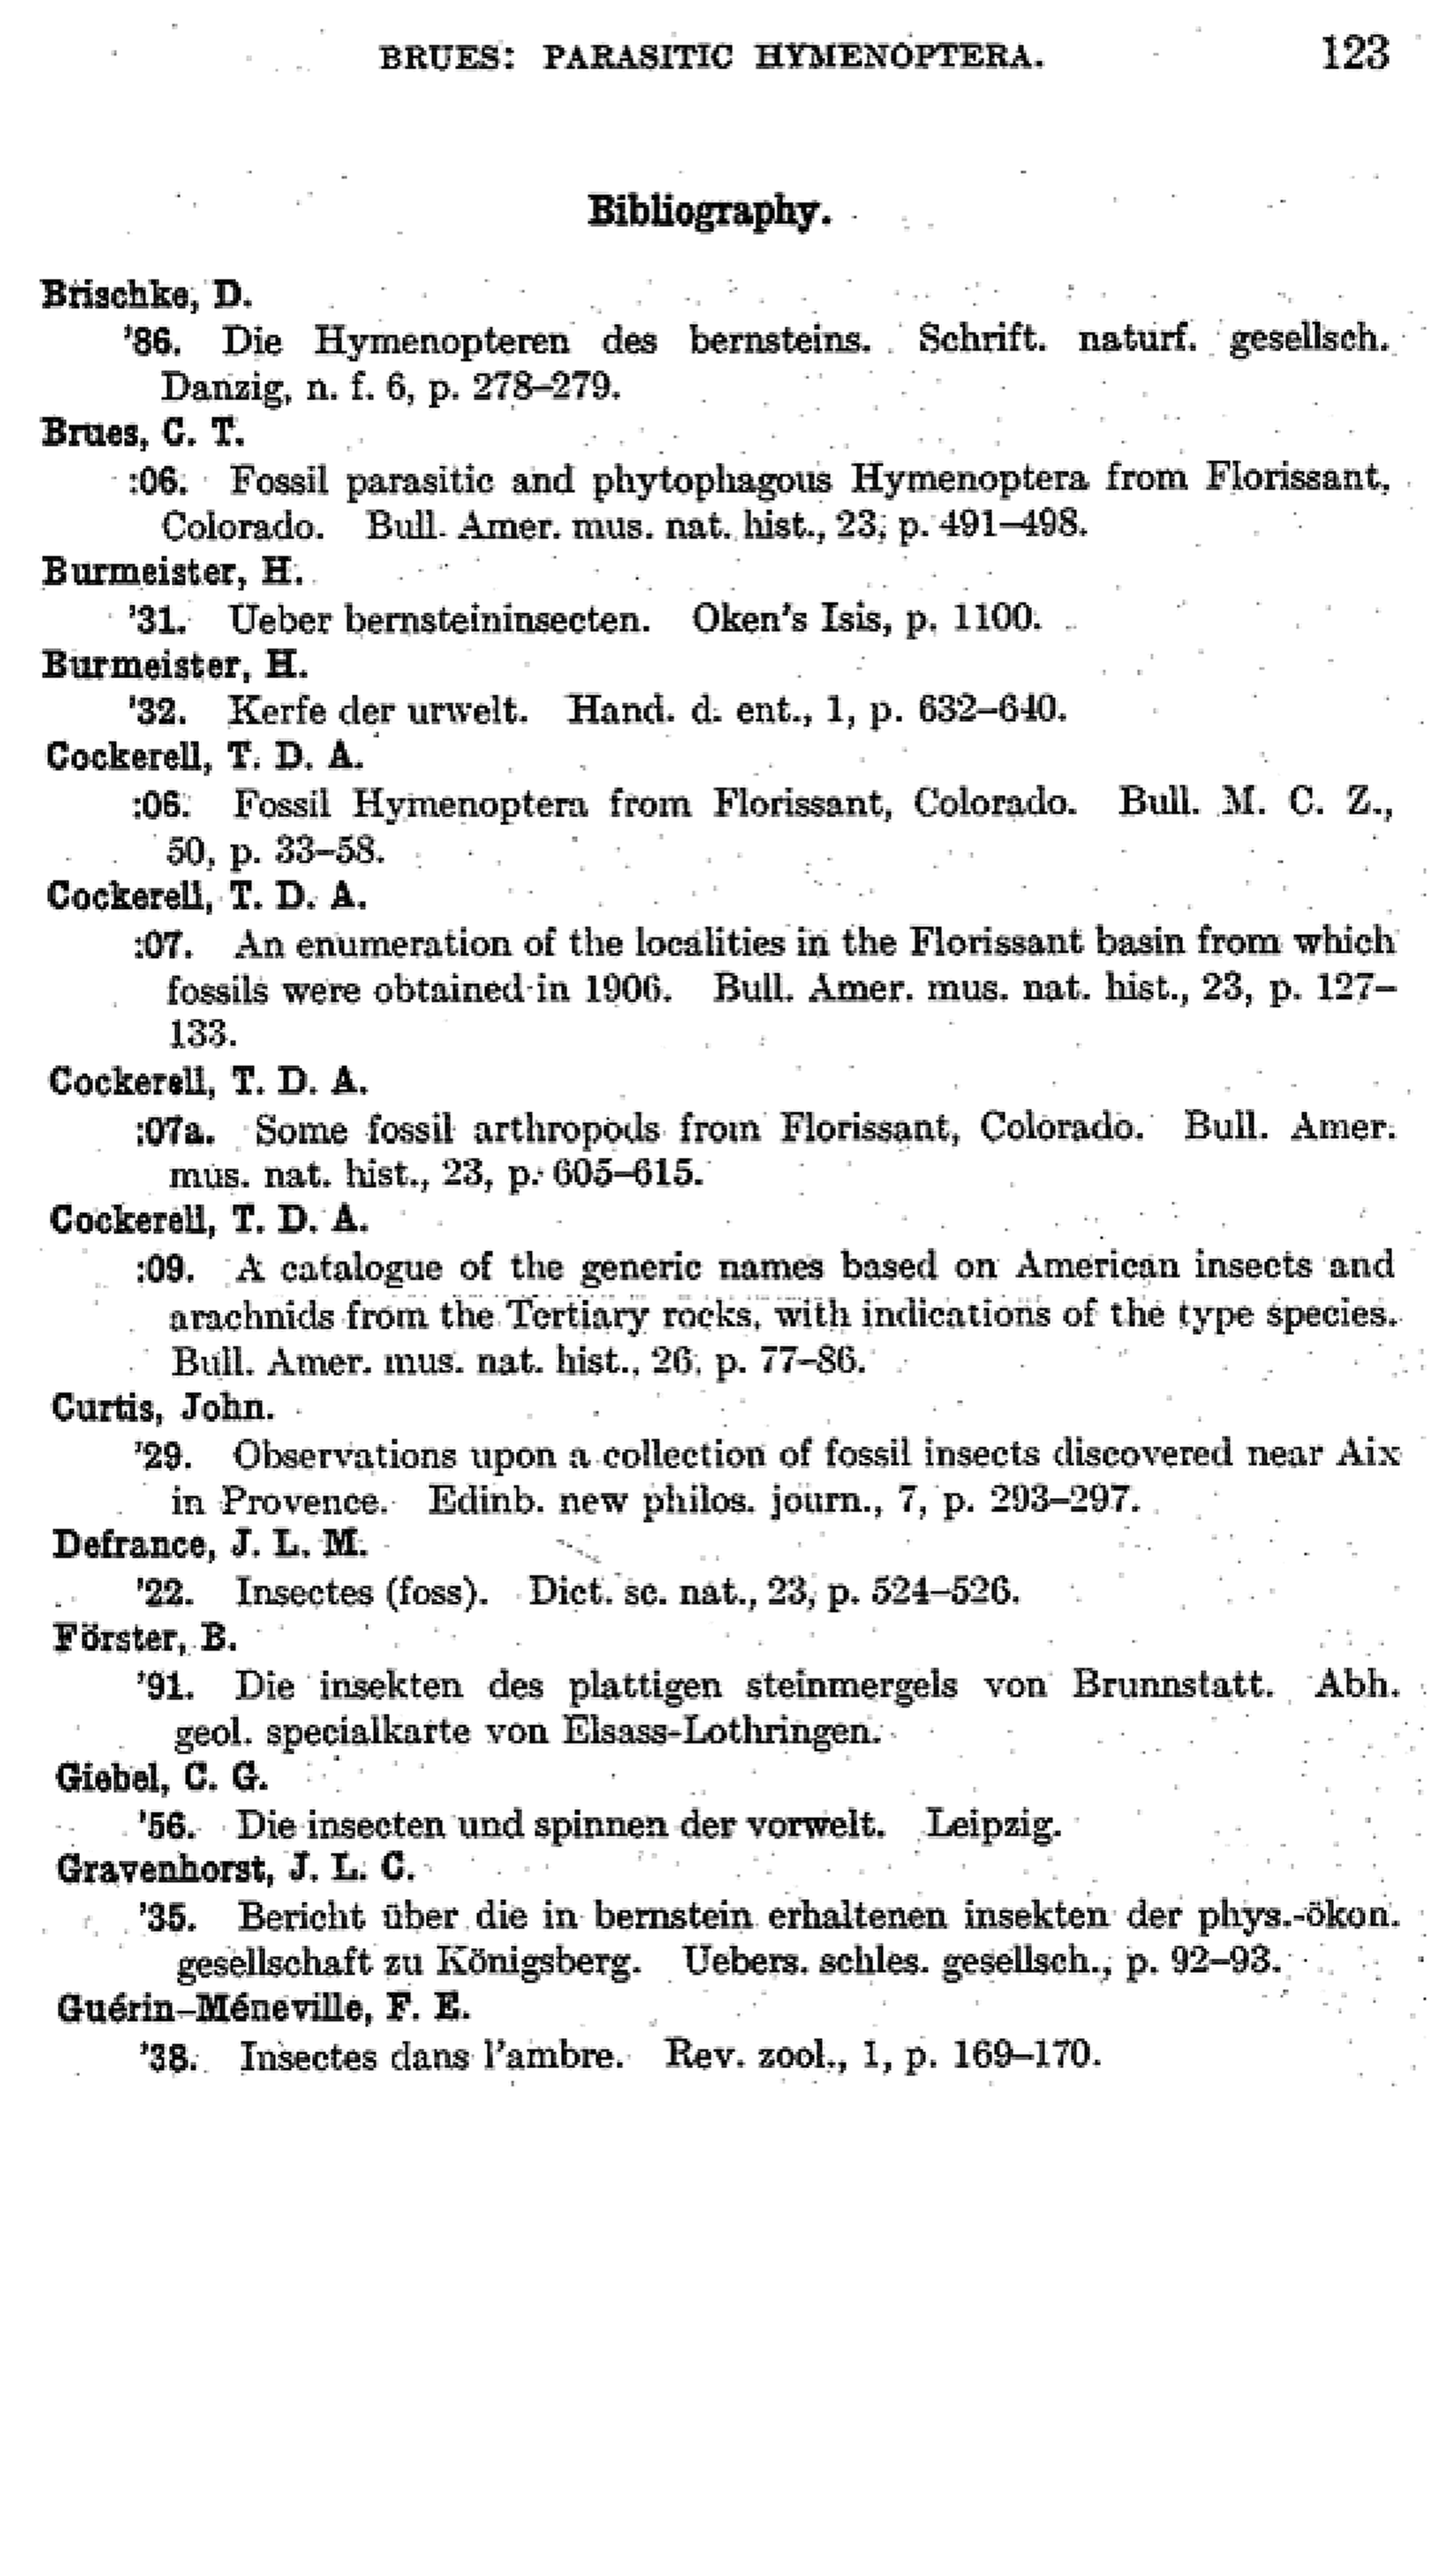 BRUES: PARASITIC HYMENOPTERA. 123
Bibliography.
Brischke, D.
'86. Die Hymenopteren des bernsteins. Schrift. naturf. gesellsch.
Danzig, n. f. 6, p. 278–279.
Brues, C. T.
:06. Fossil parasitic and phytophagous Hymenoptera from Florissant,
Colorado. Bull. Amer. mus. nat. hist., 23, p. 491–498.
Burmeister, H.
'31. Ueber bernsteininsecten. Oken's Isis, p. 1100.
Burmeister, H.
'32. Kerfe der urwelt. Hand. d. ent., 1, p. 632–640.
Cockerell, T. D. A.
:06. Fossil Hymenoptera from Florissant, Colorado. Bull. M. C. Z.,
50, p. 33–58.
Cockerell, T. D. A.
:07. An enumeration of the localities in the Florissant basin from which
fossils were obtained in 1906. Bull. Amer. mus. nat. hist., 23, p. 127–
133.
Cockerell, T. D. A.
:07a. Some fossil arthropods from Florissant, Colorado. Bull. Amer.
mus. nat. hist., 23, p. 605–615.
Cockerell, T. D. A.
:09. A catalogue of the generic names based on American insects and
arachnids from the Tertiary rocks, with indications of the type species.
Bull. Amer. mus. nat. hist., 26, p. 77–86.
Curtis, John.
'29. Observations upon a collection of fossil insects discovered near Aix
in Provence. Edinb. new philos. journ., 7, p. 293–297.
Defrance, J. L. M.
'22. Insectes (foss). Dict. sc. nat., 23, p. 524–526.
Förster, B.
'91. Die insekten des plattigen steinmergels von Brunnstatt. Abh.
geol. specialkarte von Elsass-Lothringen.
Giebel, C. G.
'56. Die insecten und spinnen der vorwelt. Leipzig.
Gravenhorst, J. L. C.
'35. Bericht über die in bernstein erhaltenen insekten der phys.-ökon.
gesellschaft zu Königsberg. Uebers. schles. gesellsch., p. 92–93.
Guérin–Méneville, F. E.
'38. Insectes dans l'ambre. Rev. zool., 1, p. 169–170.